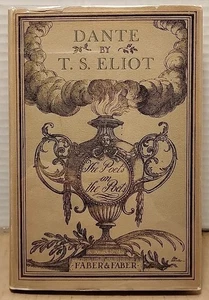 DANTE
BY
T. S. ELIOT
The Poets
on
the Poets
FABER & FABER